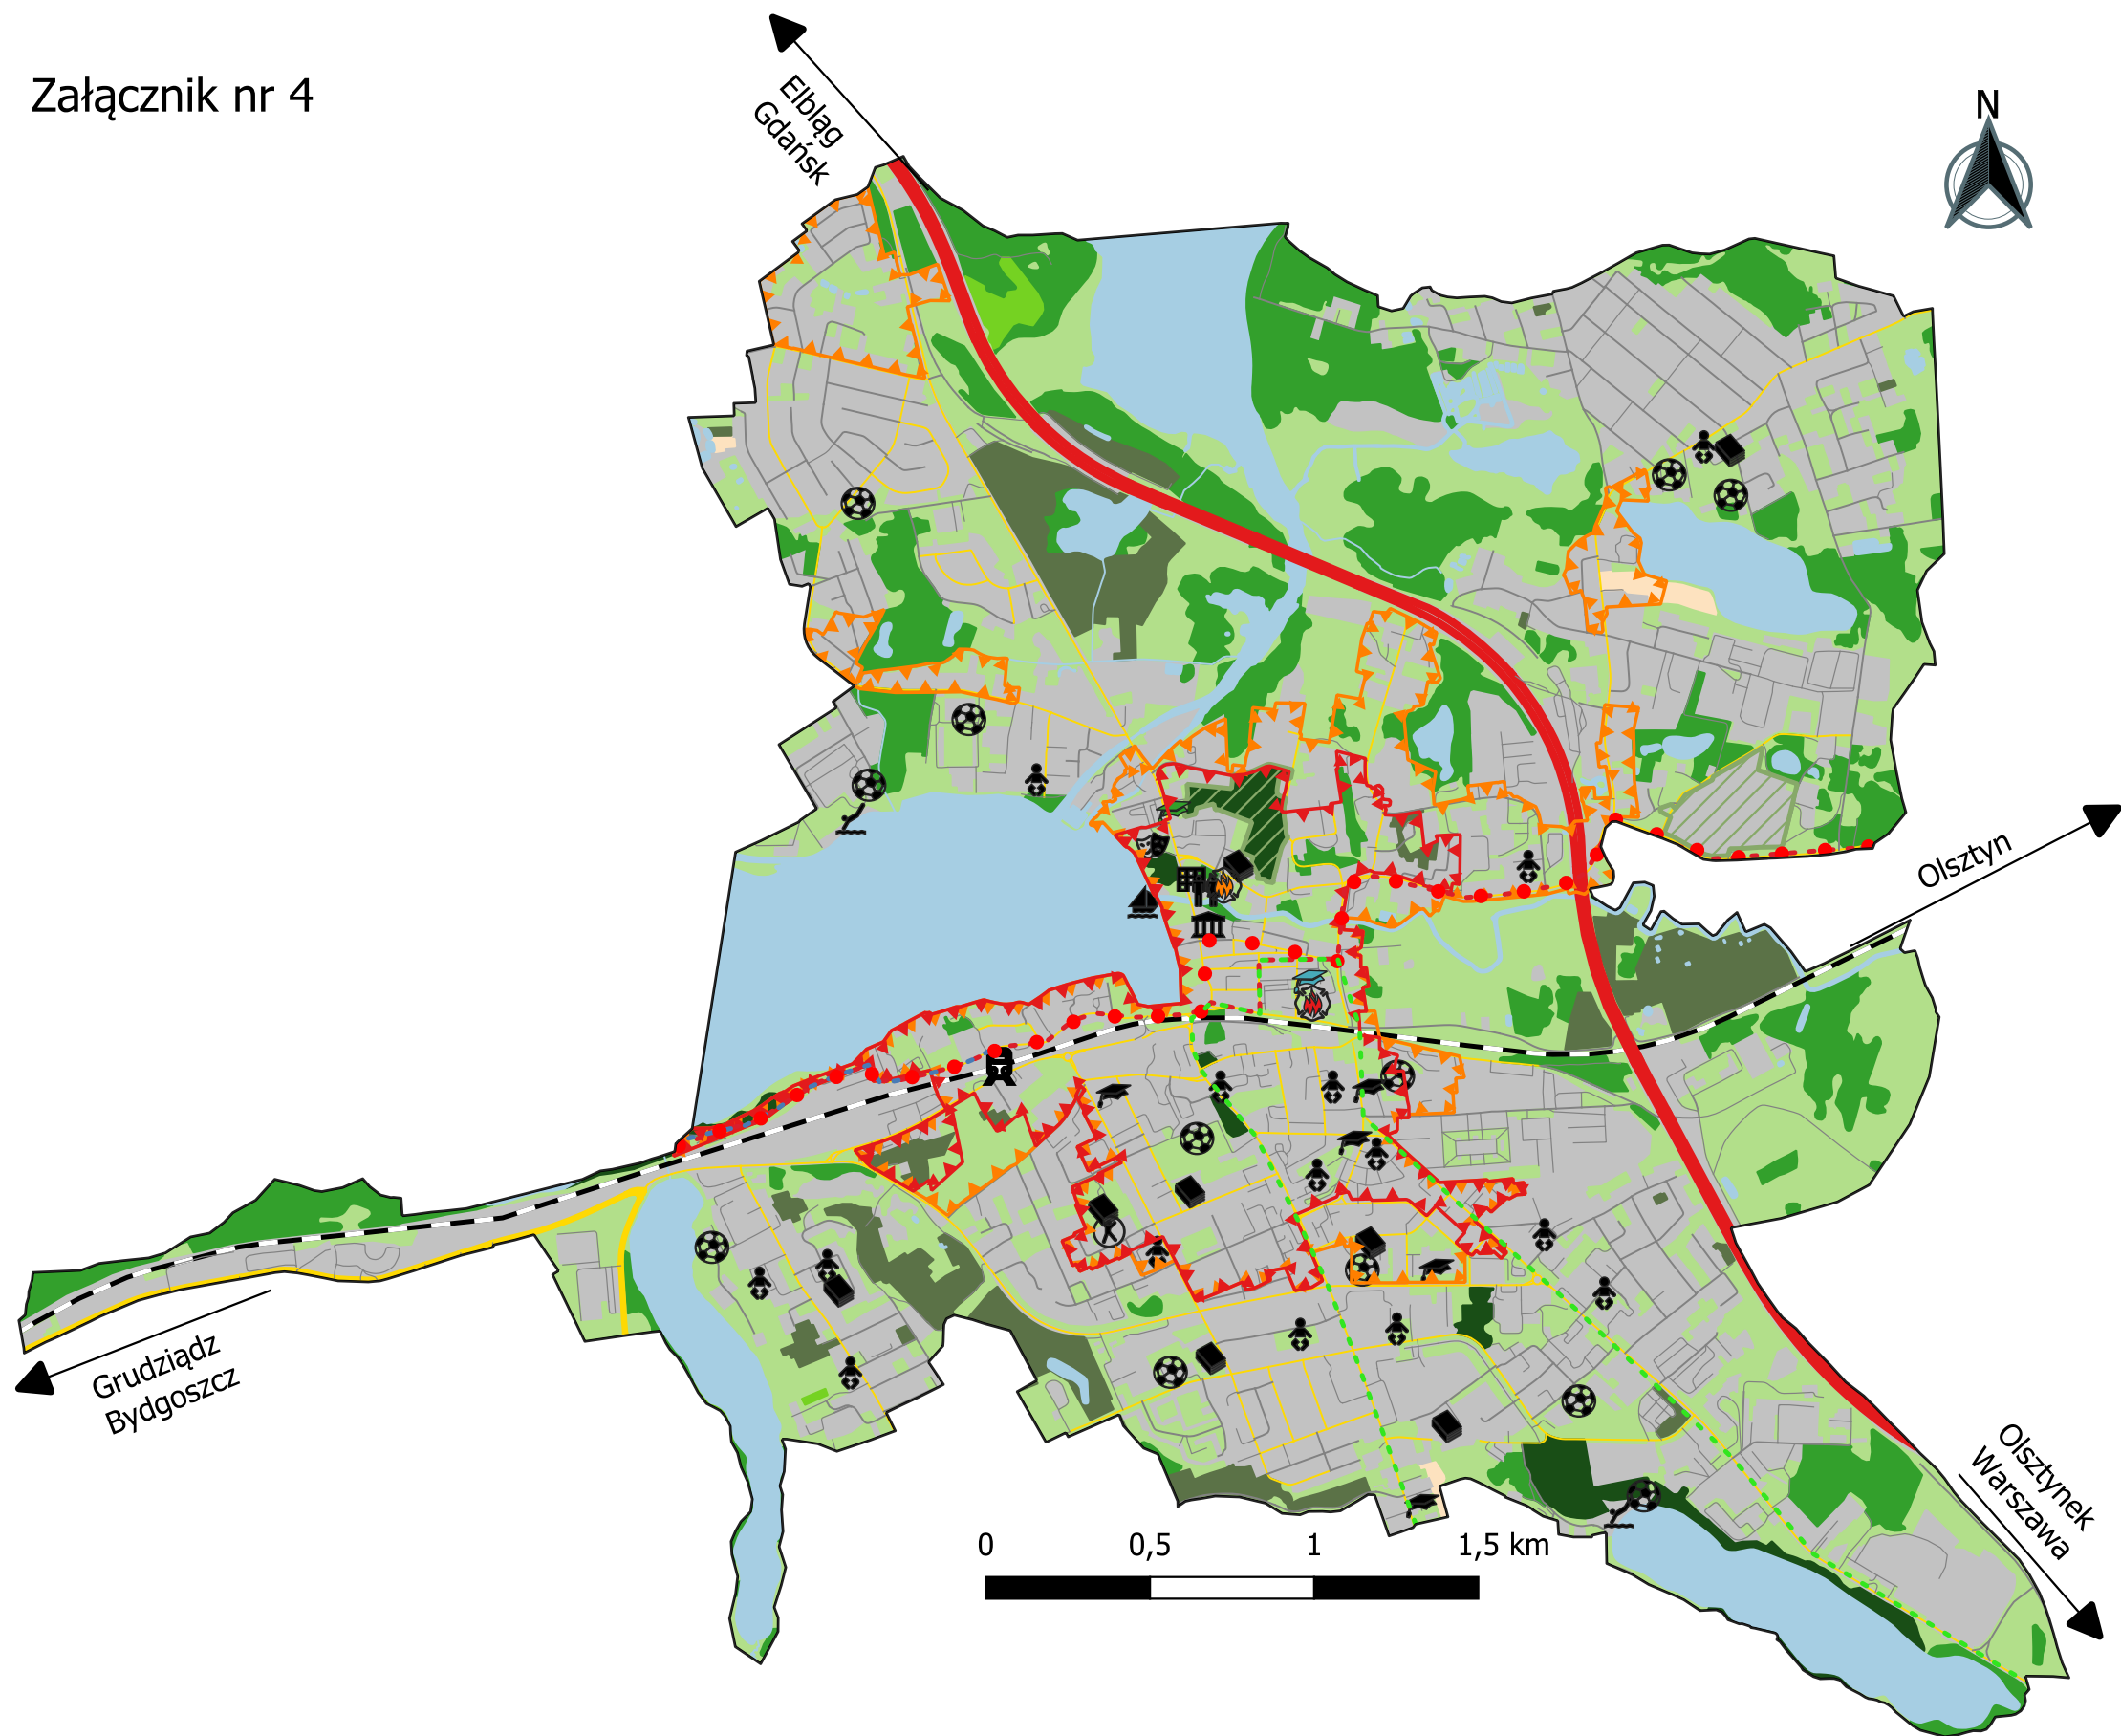 Załącznik nr 4
Elbląg
Gdańsk
N
Olsztyn
Grudziądz
Bydgoszcz
Olsztynek
Warszawa
0 0,5 1 1,5 km